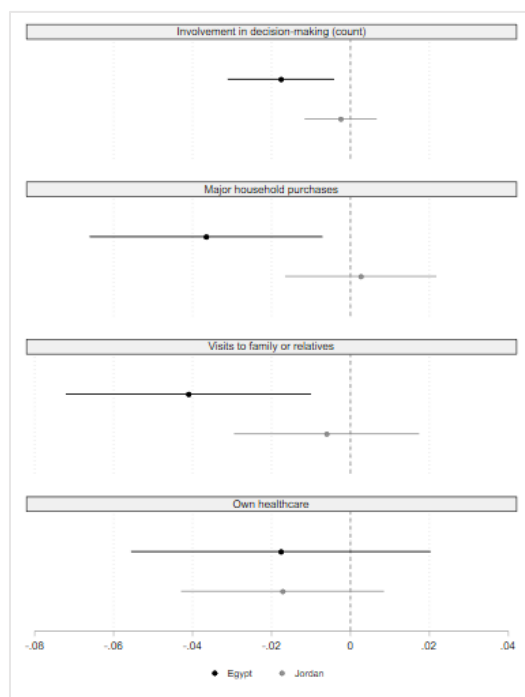 Involvement in decision-making (count)
Major household purchases
Visits to family or relatives
Own healthcare
-.08 -.06 -.04 -.02 0 .02 .04
Egypt Jordan